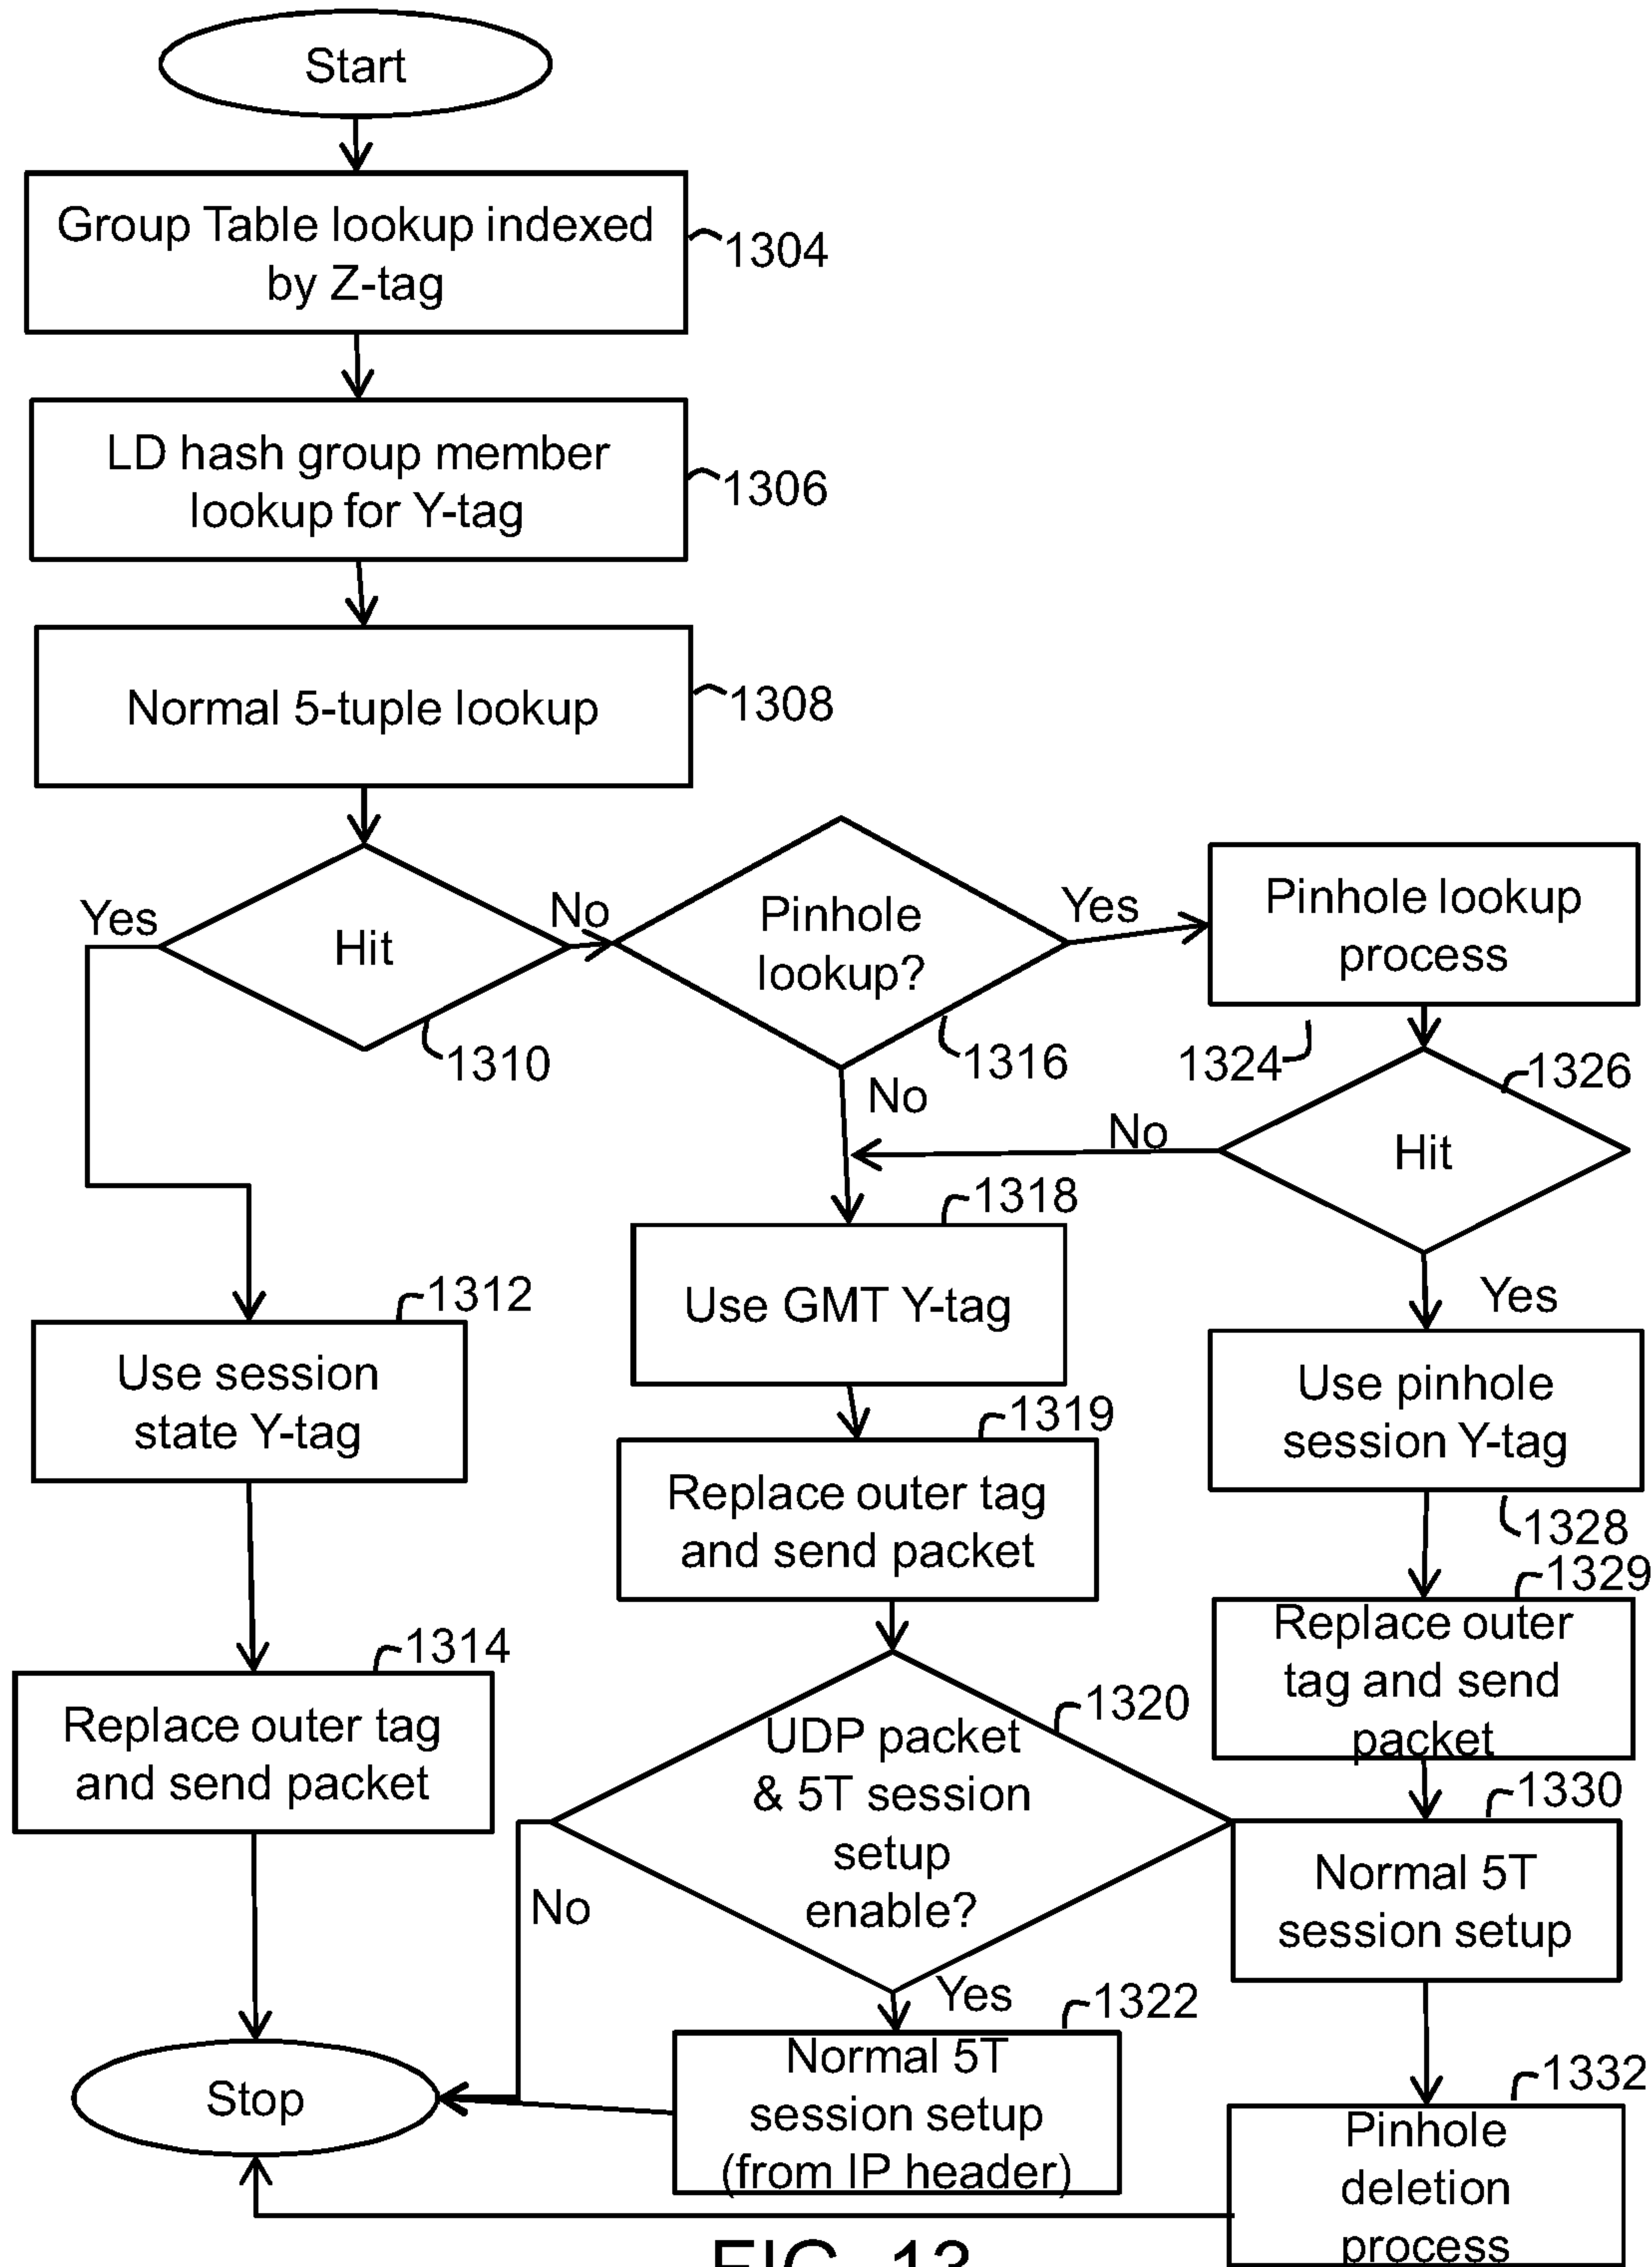 Start
Group Table lookup indexed
by Z-tag
1304
LD hash group member
lookup for Y-tag
1306
Normal 5-tuple lookup
1308
Yes
Hit
No
1310
Pinhole
lookup?
Yes
1316
No
Pinhole lookup
process
1324
1326
No
Hit
Yes
1318
Use GMT Y-tag
1312
Use session
state Y-tag
Use pinhole
session Y-tag
1328
1319
Replace outer tag
and send packet
1329
Replace outer
tag and send
packet
1314
Replace outer tag
and send packet
1320
UDP packet
& 5T session
setup
enable?
No
Yes
1330
Normal 5T
session setup
1322
Normal 5T
session setup
(from IP header)
Stop
1332
Pinhole
deletion
process
FIG. 13